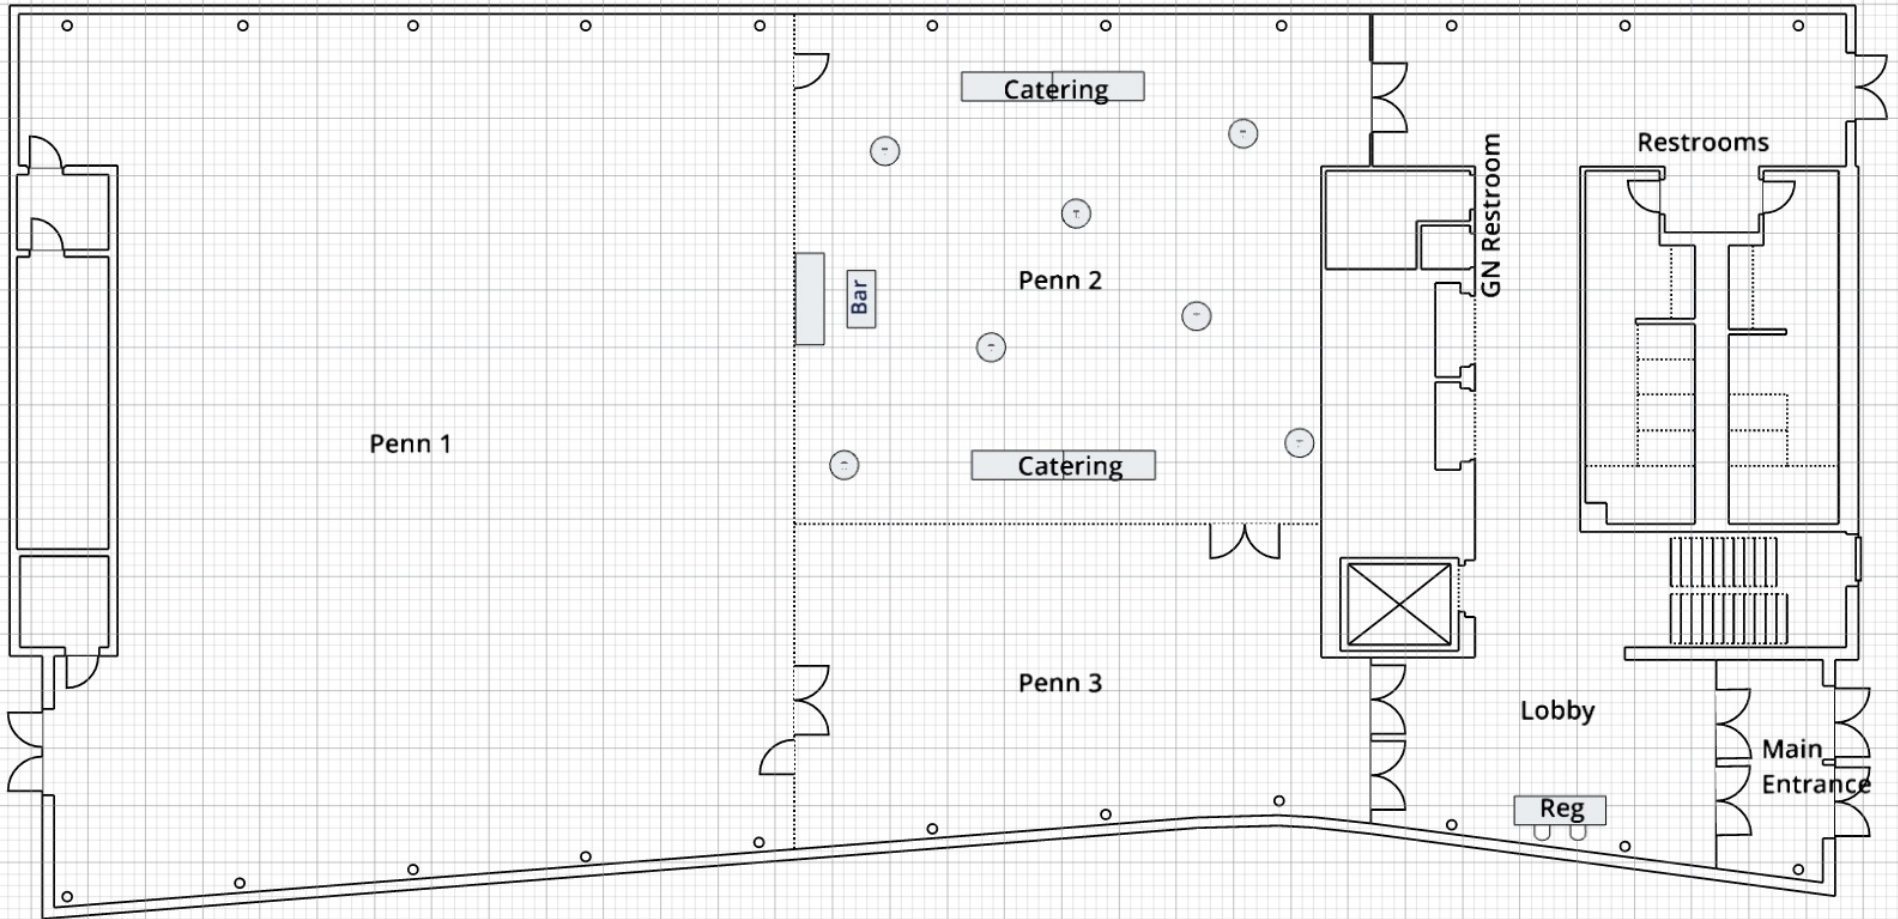 Catering
Restrooms
GN Restroom
Penn 2
Bar
Penn 1
Catering
Penn 3
Lobby
Main
Entrance
Reg